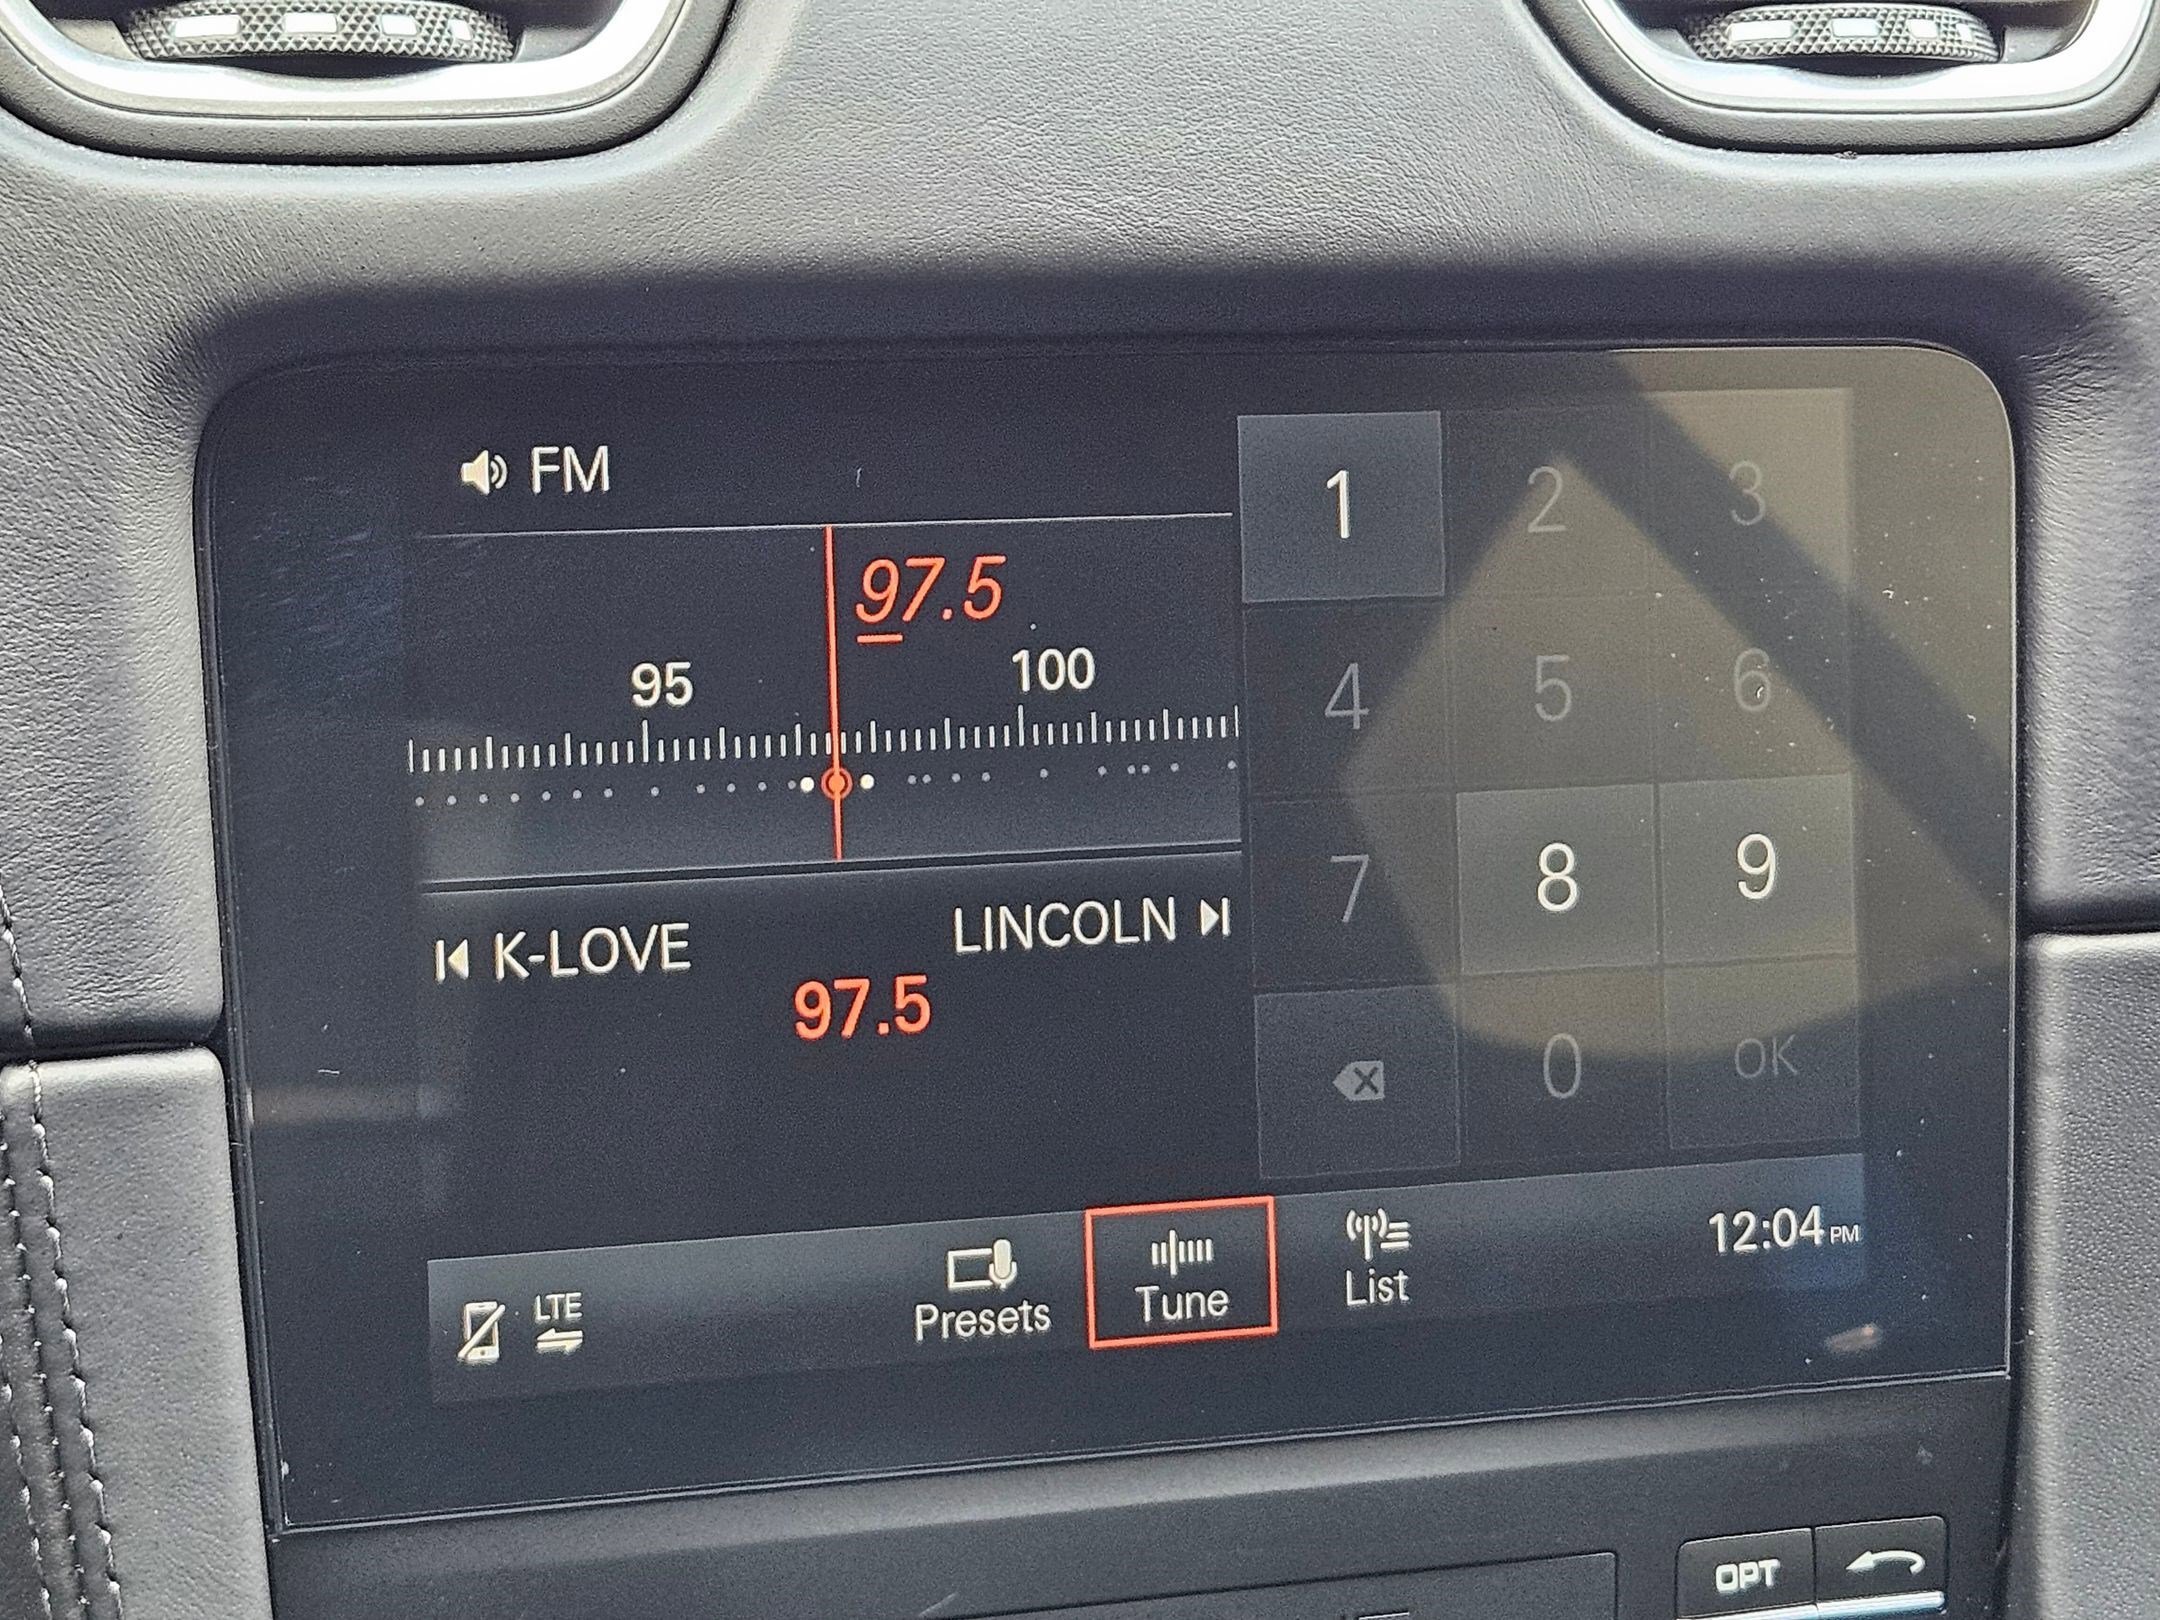 FM
1 2 3
97.5
95 100
4 5 6
7 8 9
K-LOVE LINCOLN
97.5
0 OK
LTE Presets Tune List 12:04 PM
OPT